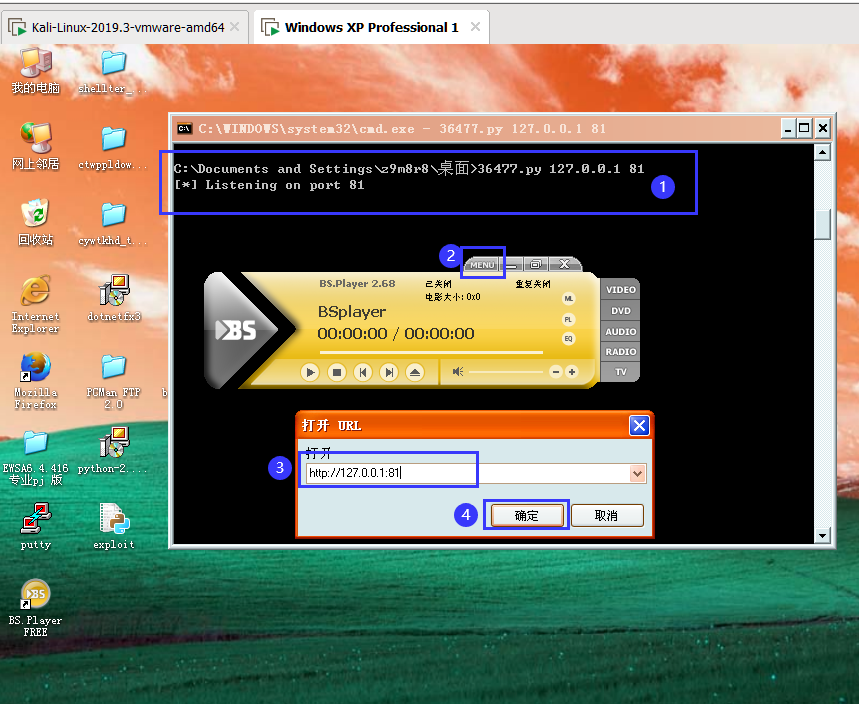 Kali-Linux-2019.3-vmware-amd64
Windows XP Professional 1
我的电脑
shellter_...
网上邻居
ctwppldow...
回收站
cywtkhd_t...
Internet Explorer
dotnetfx3
Mozilla Firefox
PCMan FTP 2.0
b
EWSA6.4.416 专业pj 版
python-2....
putty
exploit
BS.Player FREE
C:\WINDOWS\system32\cmd.exe - 36477.py 127.0.0.1 81
C:\Documents and Settings\z9m8r8\桌面>36477.py 127.0.0.1 81
[*] Listening on port 81
1
2
MENU
BS.Player 2.68
已关闭
重复关闭
电影大小: 0x0
BSplayer
00:00:00 / 00:00:00
BS
ML
PL
EQ
VIDEO
DVD
AUDIO
RADIO
TV
打开 URL
打开
3
http://127.0.0.1:81
4
确定
取消